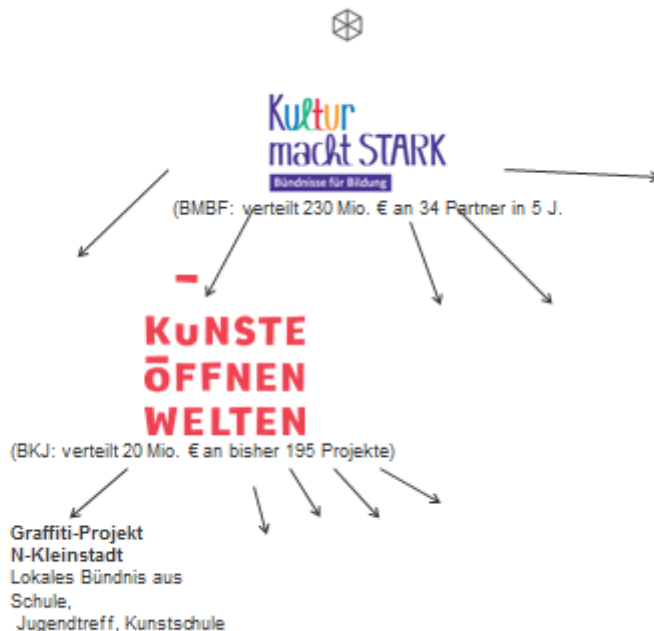 Kultur
macht STARK
Bündnisse für Bildung
(BMBF: verteilt 230 Mio. € an 34 Partner in 5 J.
KÜNSTE
ÖFFNEN
WELTEN
(BKJ: verteilt 20 Mio. € an bisher 195 Projekte)
Graffiti-Projekt
N-Kleinstadt
Lokales Bündnis aus
Schule,
Jugendtreff, Kunstschule